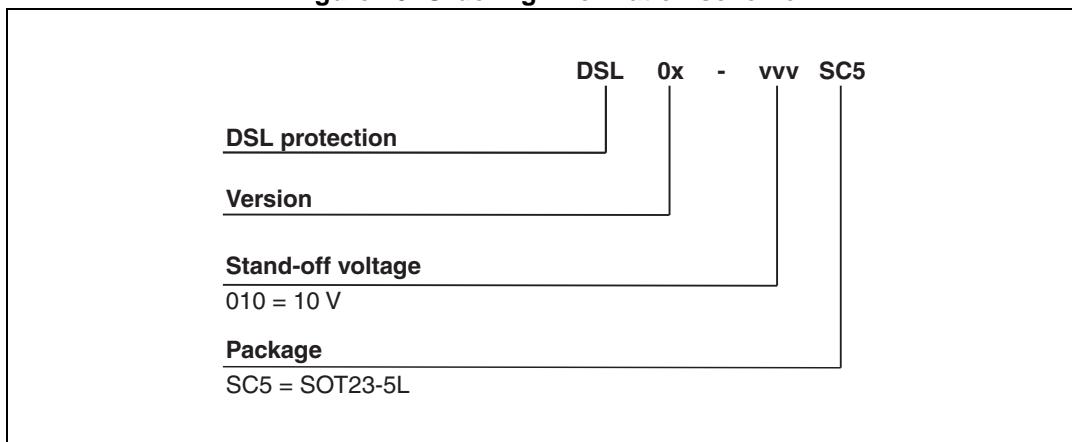 DSL 0x - vvv SC5
DSL protection
Version
Stand-off voltage
010 = 10 V
Package
SC5 = SOT23-5L